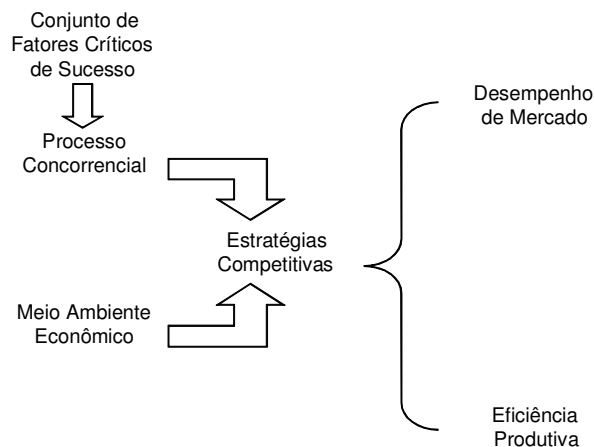 Conjunto de
Fatores Críticos
de Sucesso
Processo
Concorrencial
Estratégias
Competitivas
Meio Ambiente
Econômico
Desempenho
de Mercado
Eficiência
Produtiva